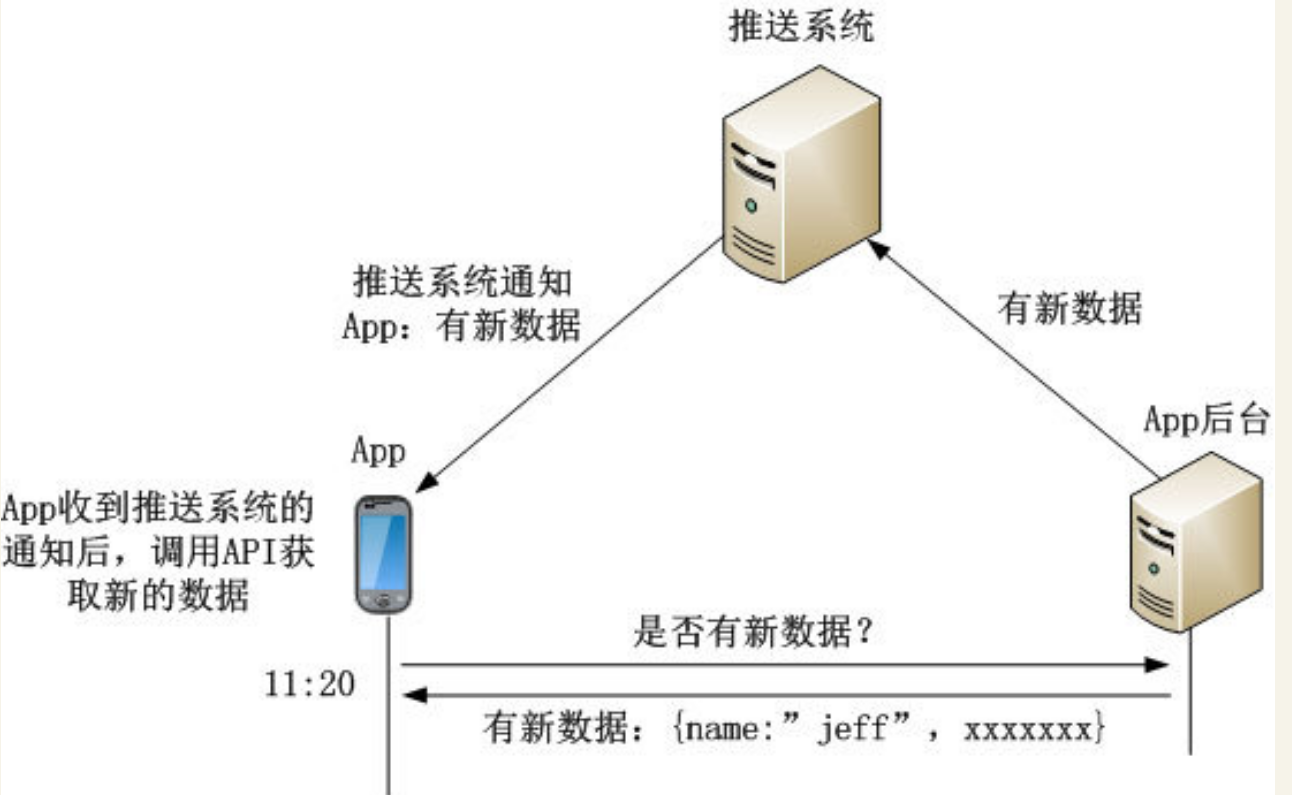 推送系统
推送系统通知
App：有新数据
有新数据
App后台
App
App收到推送系统的
通知后，调用API获
取新的数据
是否有新数据？
11:20
有新数据：{name:”jeff”，xxxxxxx}